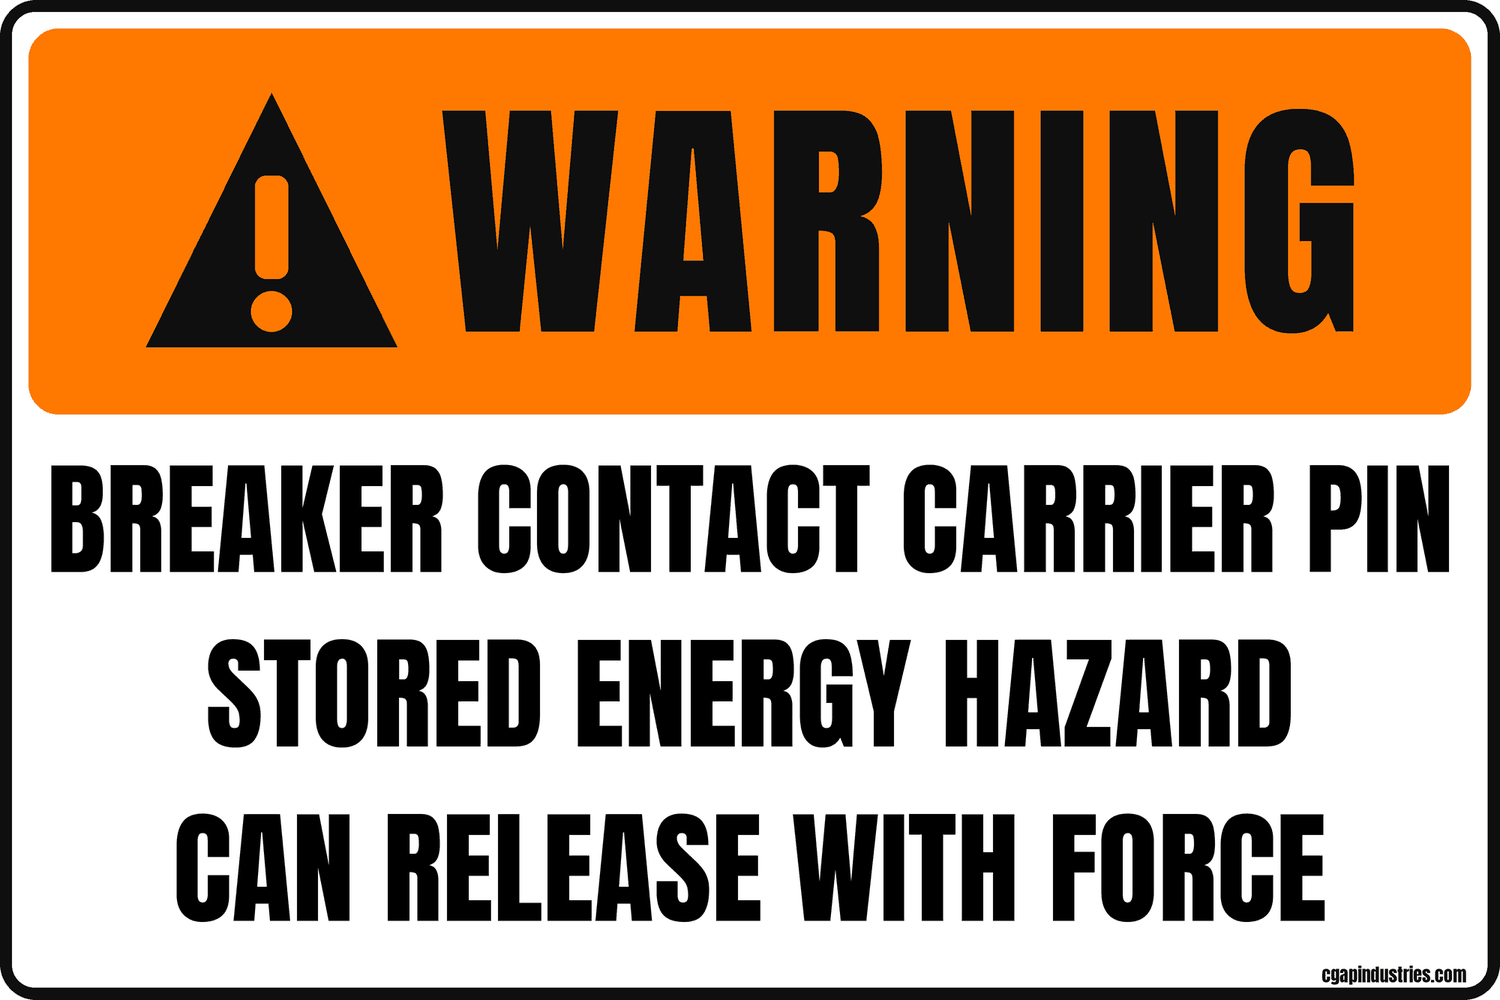 WARNING
BREAKER CONTACT CARRIER PIN
STORED ENERGY HAZARD
CAN RELEASE WITH FORCE
cgapindustries.com